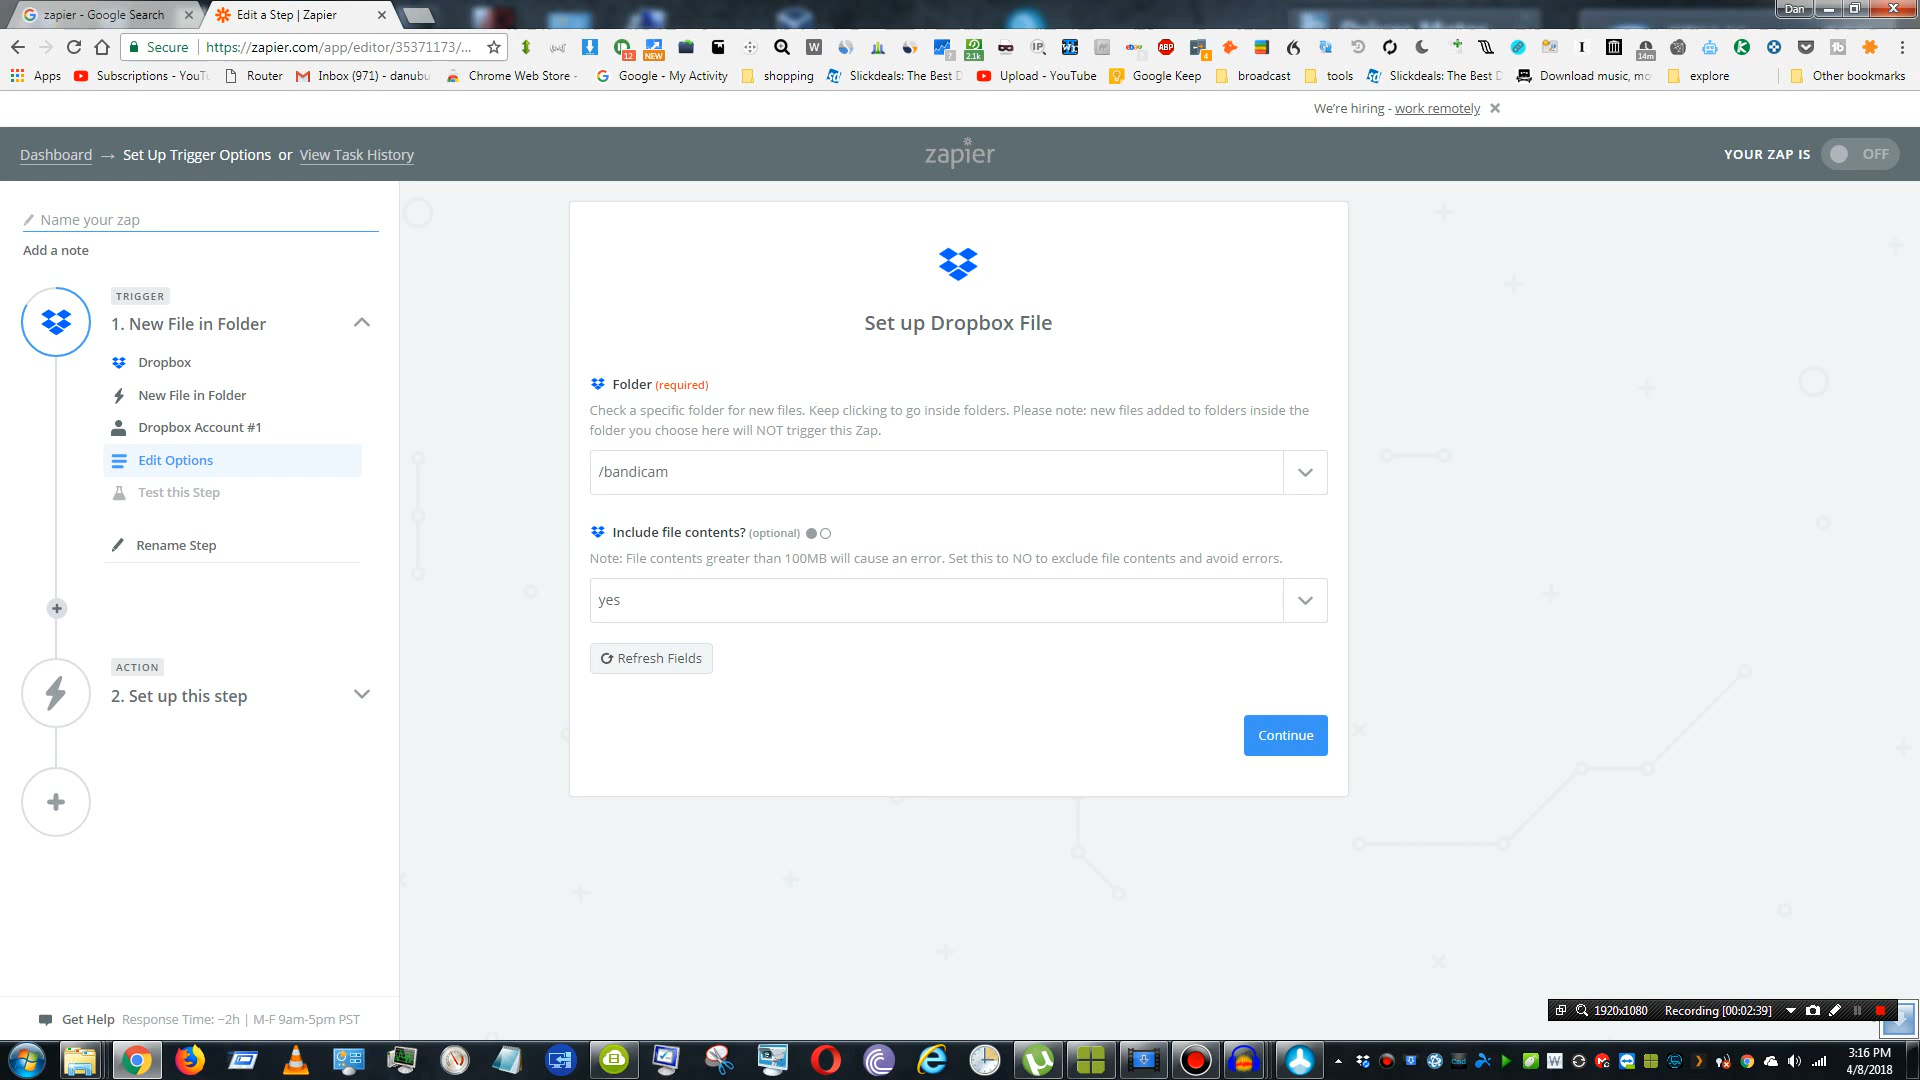 zapier - Google Search
Edit a Step | Zapier
Dan
Secure
https://zapier.com/app/editor/35371173/...
Apps
Subscriptions - YouTu
Router
Inbox (971) - danubu
Chrome Web Store -
Google - My Activity
shopping
Slickdeals: The Best D
Upload - YouTube
Google Keep
broadcast
tools
Slickdeals: The Best D
Download music, mo
explore
Other bookmarks
We're hiring - work remotely
Dashboard → Set Up Trigger Options or View Task History
zapier
YOUR ZAP IS OFF
Name your zap
Add a note
TRIGGER
1. New File in Folder
Dropbox
New File in Folder
Dropbox Account #1
Edit Options
Test this Step
Rename Step
ACTION
2. Set up this step
Set up Dropbox File
Folder (required)
Check a specific folder for new files. Keep clicking to go inside folders. Please note: new files added to folders inside the
folder you choose here will NOT trigger this Zap.
/bandicam
Include file contents? (optional)
Note: File contents greater than 100MB will cause an error. Set this to NO to exclude file contents and avoid errors.
yes
Refresh Fields
Continue
Get Help Response Time: ~2h | M-F 9am-5pm PST
1920x1080 Recording [00:02:39]
3:16 PM
4/8/2018